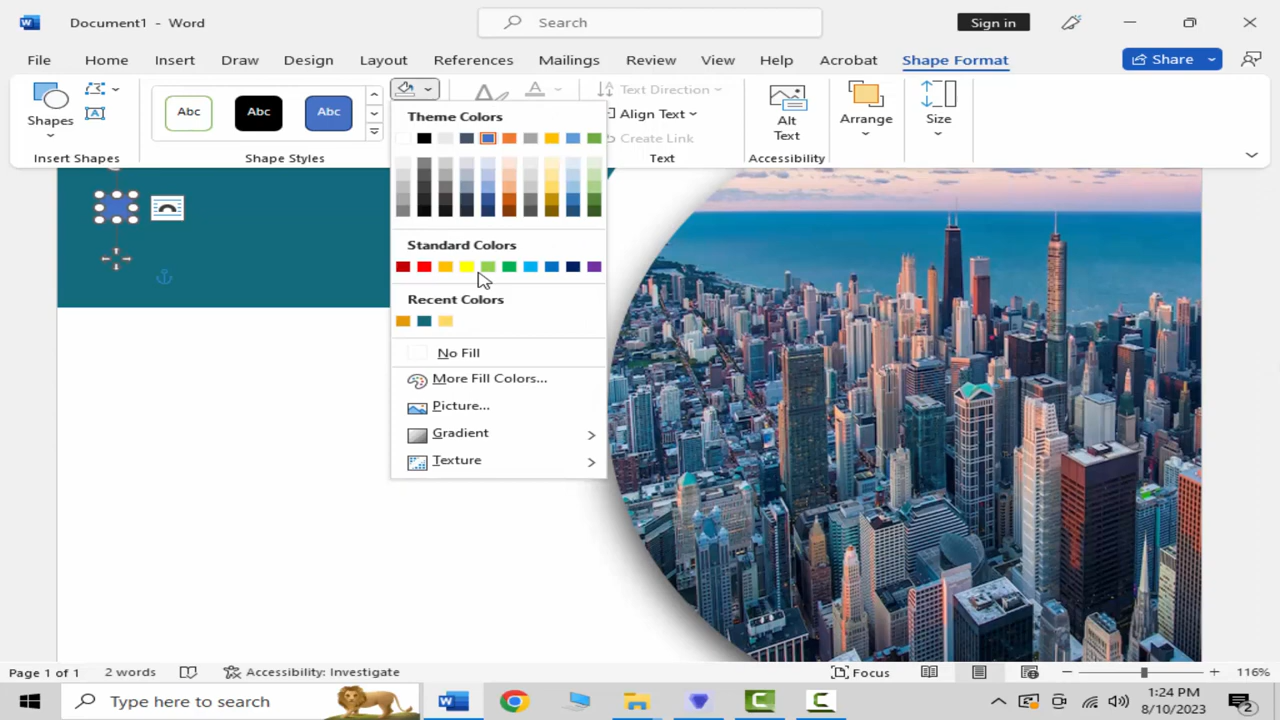 Document1 - Word
Search
Sign in
File Home Insert Draw Design Layout References Mailings Review View Help Acrobat Shape Format
Share
Shapes
Abc Abc Abc
Text Direction
Align Text
Create Link
Alt
Text
Arrange
Size
Insert Shapes
Shape Styles
Text
Accessibility
Theme Colors
Standard Colors
Recent Colors
No Fill
More Fill Colors...
Picture...
Gradient
Texture
Page 1 of 1 2 words Accessibility: Investigate
Focus
116%
Type here to search
1:24 PM
8/10/2023
2